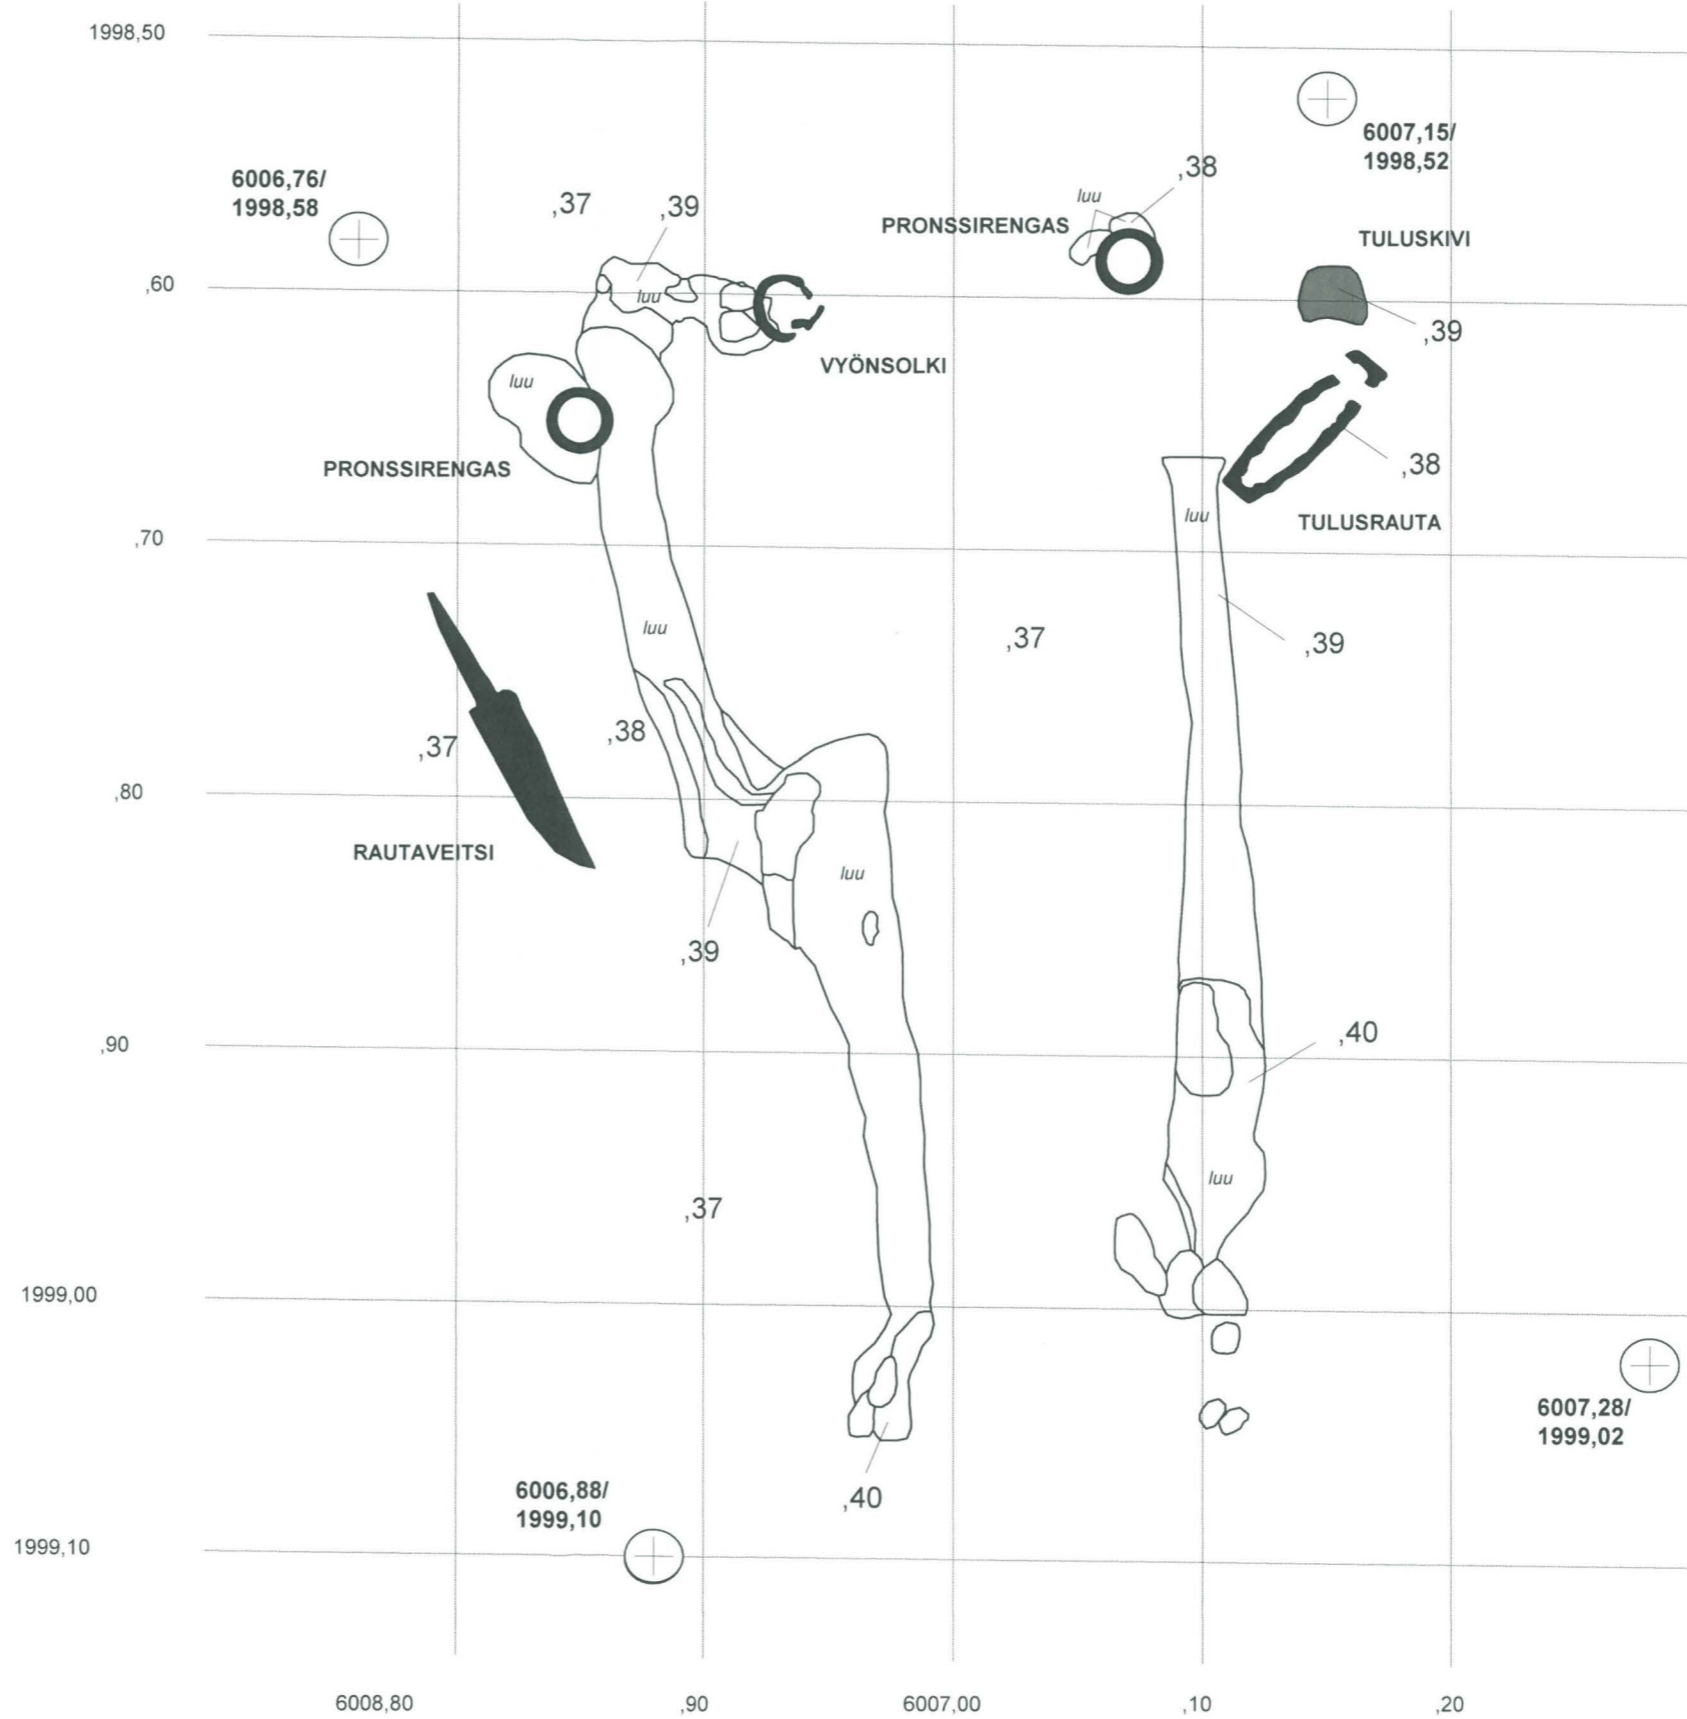 1998,50
6007,15/
1998,52
6006,76/
1998,58
,37
,39
luu
,38
PRONSSIRENGAS
TULUSKIVI
,60
luu
,39
VYÖNSOLKI
luu
PRONSSIRENGAS
,38
luu
TULUSRAUTA
,70
luu
,37
,39
,38
,37
,80
RAUTAVEITSI
luu
,39
,90
,40
luu
,37
1999,00
6007,28/
1999,02
6006,88/
1999,10
,40
1999,10
6008,80
,90
6007,00
,10
,20